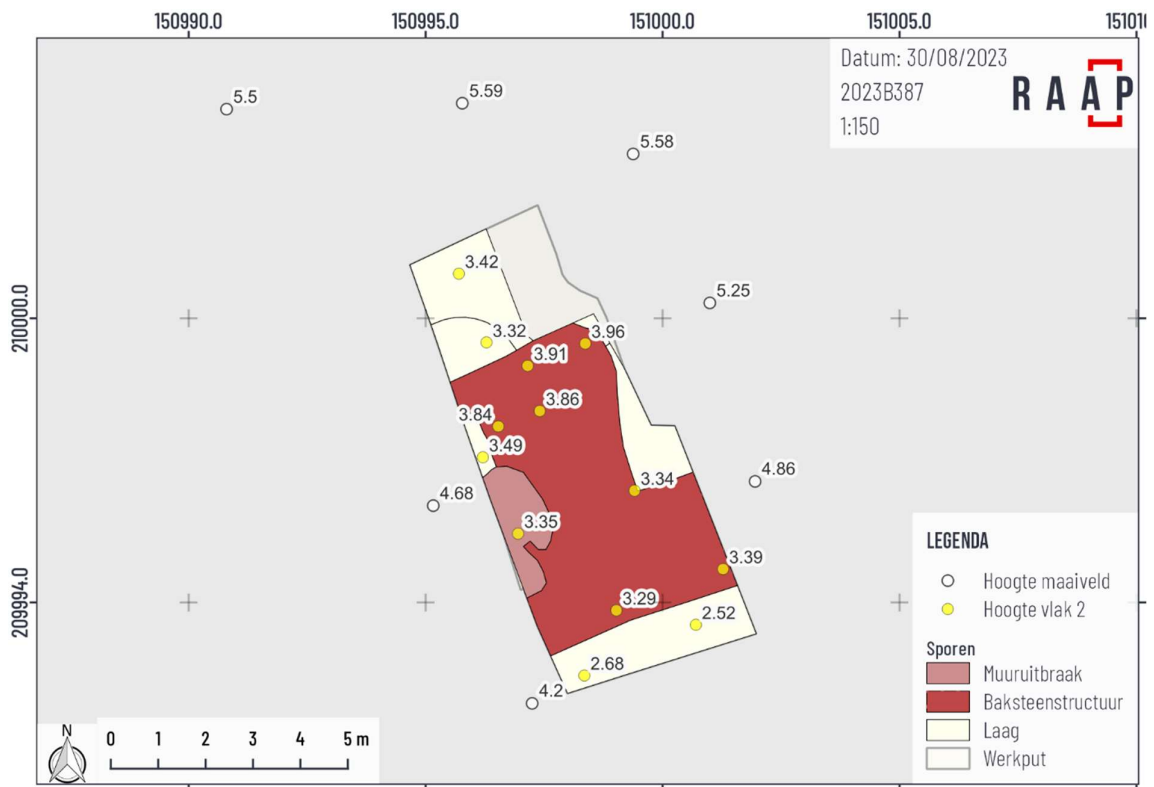 150990.0 150995.0 151000.0 151005.0 15101
Datum: 30/08/2023
2023B387
1:150
RAAP
5.5
5.59
5.58
5.25
210000.0
3.42
3.32
3.96
3.91
3.86
3.84
3.49
4.68
4.86
3.34
3.35
3.39
209994.0
3.29
2.52
2.68
4.2
LEGENDA
Hoogte maaiveld
Hoogte vlak 2
Sporen
Muuruitbraak
Baksteenstructuur
Laag
Werkput
N
0 1 2 3 4 5 m